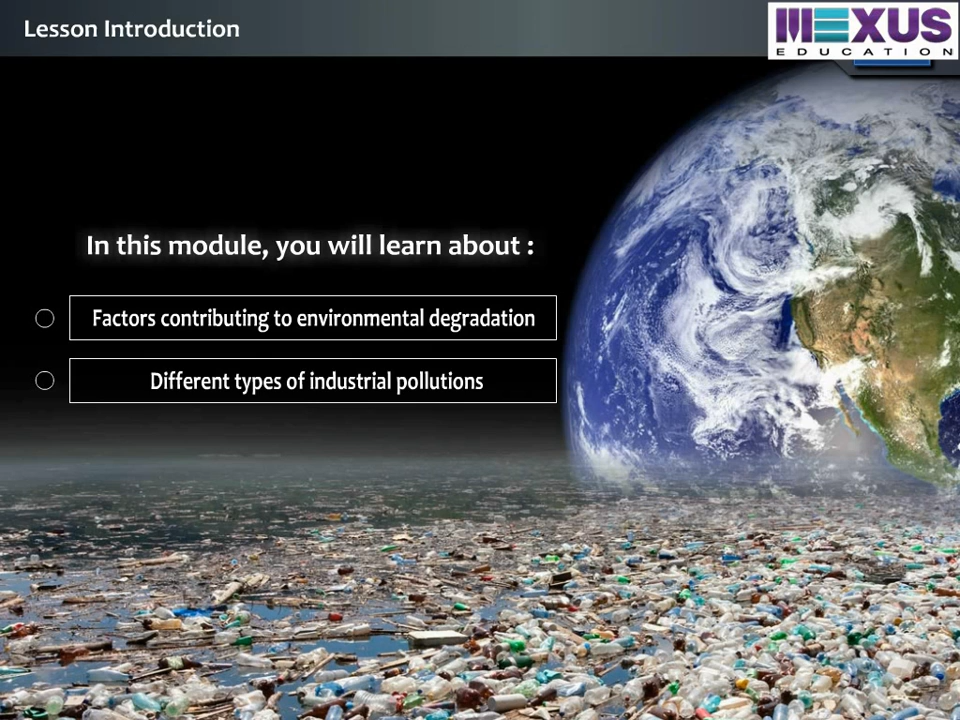 Lesson Introduction
MEXUS
EDUCATION
In this module, you will learn about :
Factors contributing to environmental degradation
Different types of industrial pollutions